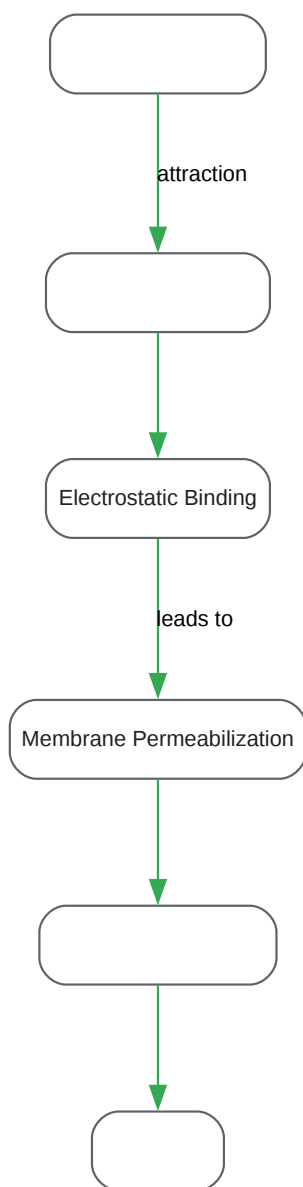 attraction
Electrostatic Binding
leads to
Membrane Permeabilization